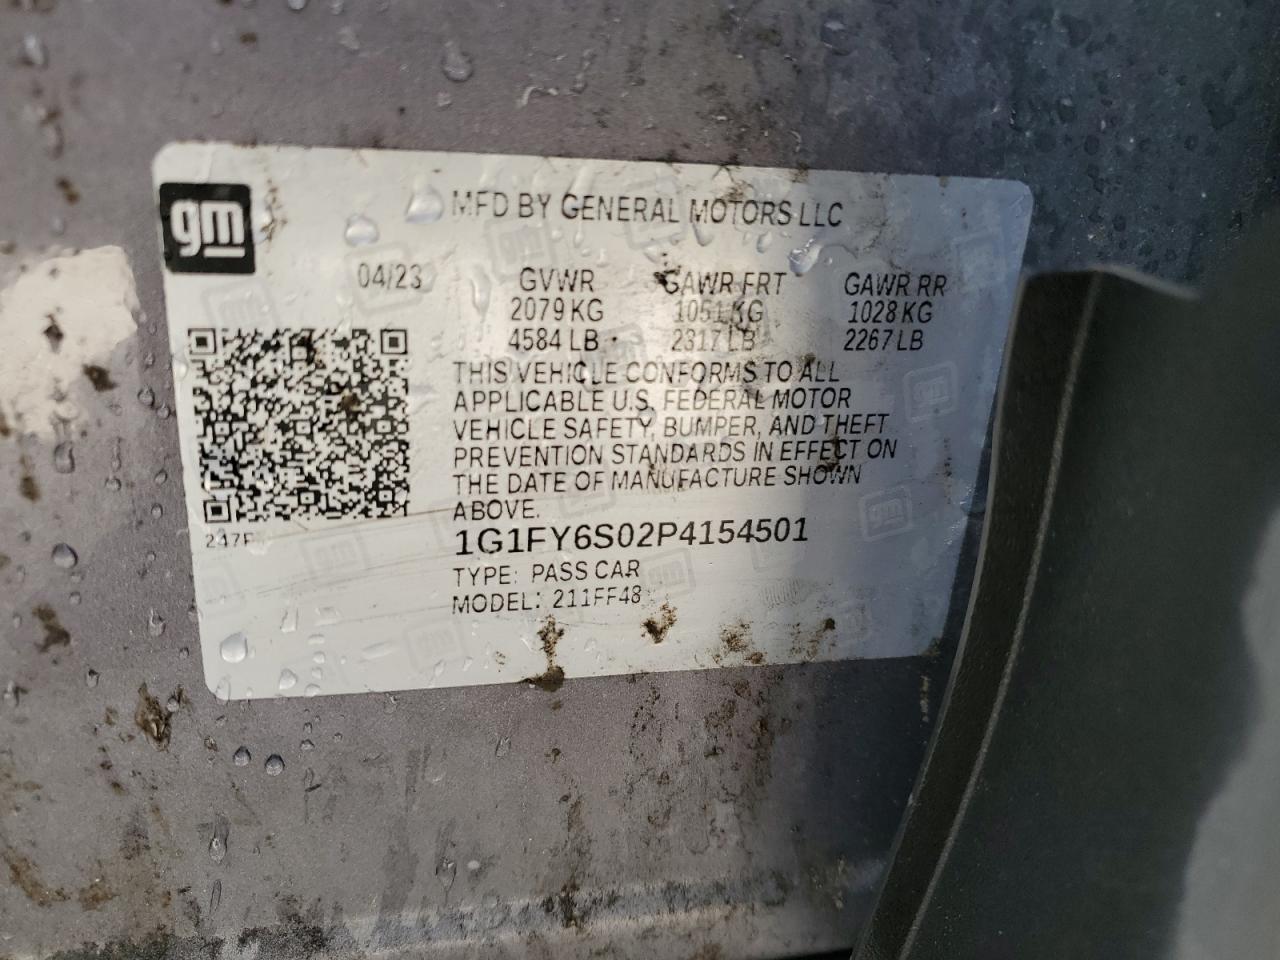 gm
MFD BY GENERAL MOTORS LLC
04/23 GVWR GAWR FRT GAWR RR
2079 KG 1051 KG 1028 KG
4584 LB 2317 LB 2267 LB
THIS VEHICLE CONFORMS TO ALL
APPLICABLE U.S. FEDERAL MOTOR
VEHICLE SAFETY, BUMPER, AND THEFT
PREVENTION STANDARDS IN EFFECT ON
THE DATE OF MANUFACTURE SHOWN
ABOVE.
1G1FY6S02P4154501
TYPE: PASS CAR
MODEL: 211FF48